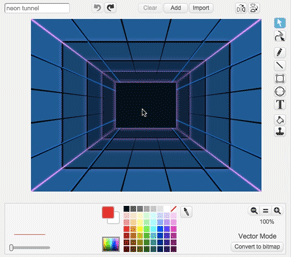 neon tunnel
Clear Add Import
T
100%
Vector Mode
Convert to bitmap